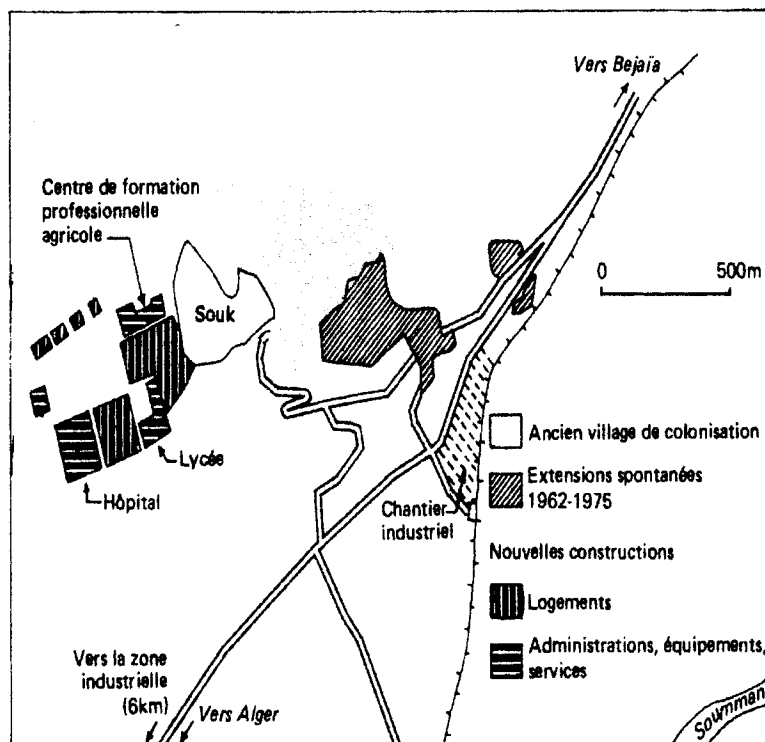 Vers Bejaïa
Centre de formation
professionnelle
agricole
0 500m
Souk
Ancien village de colonisation
Lycée
Extensions spontanées
1962-1975
Hôpital
Chantier
industriel
Nouvelles constructions
Logements
Administrations, équipements,
services
Vers la zone
industrielle
(6km)
Vers Alger
Soumman